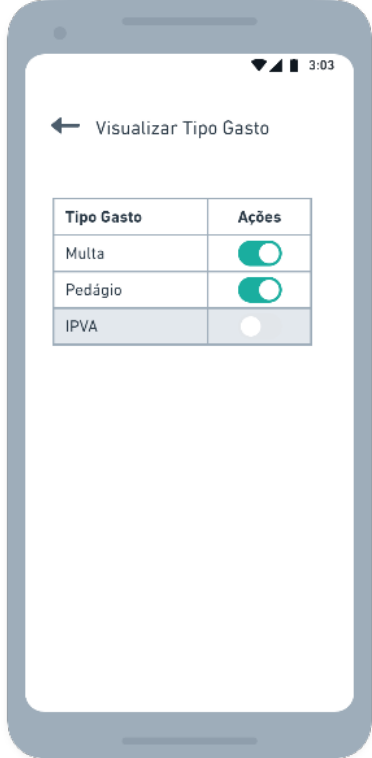 3:03
Visualizar Tipo Gasto
Tipo Gasto Ações
Multa
Pedágio
IPVA